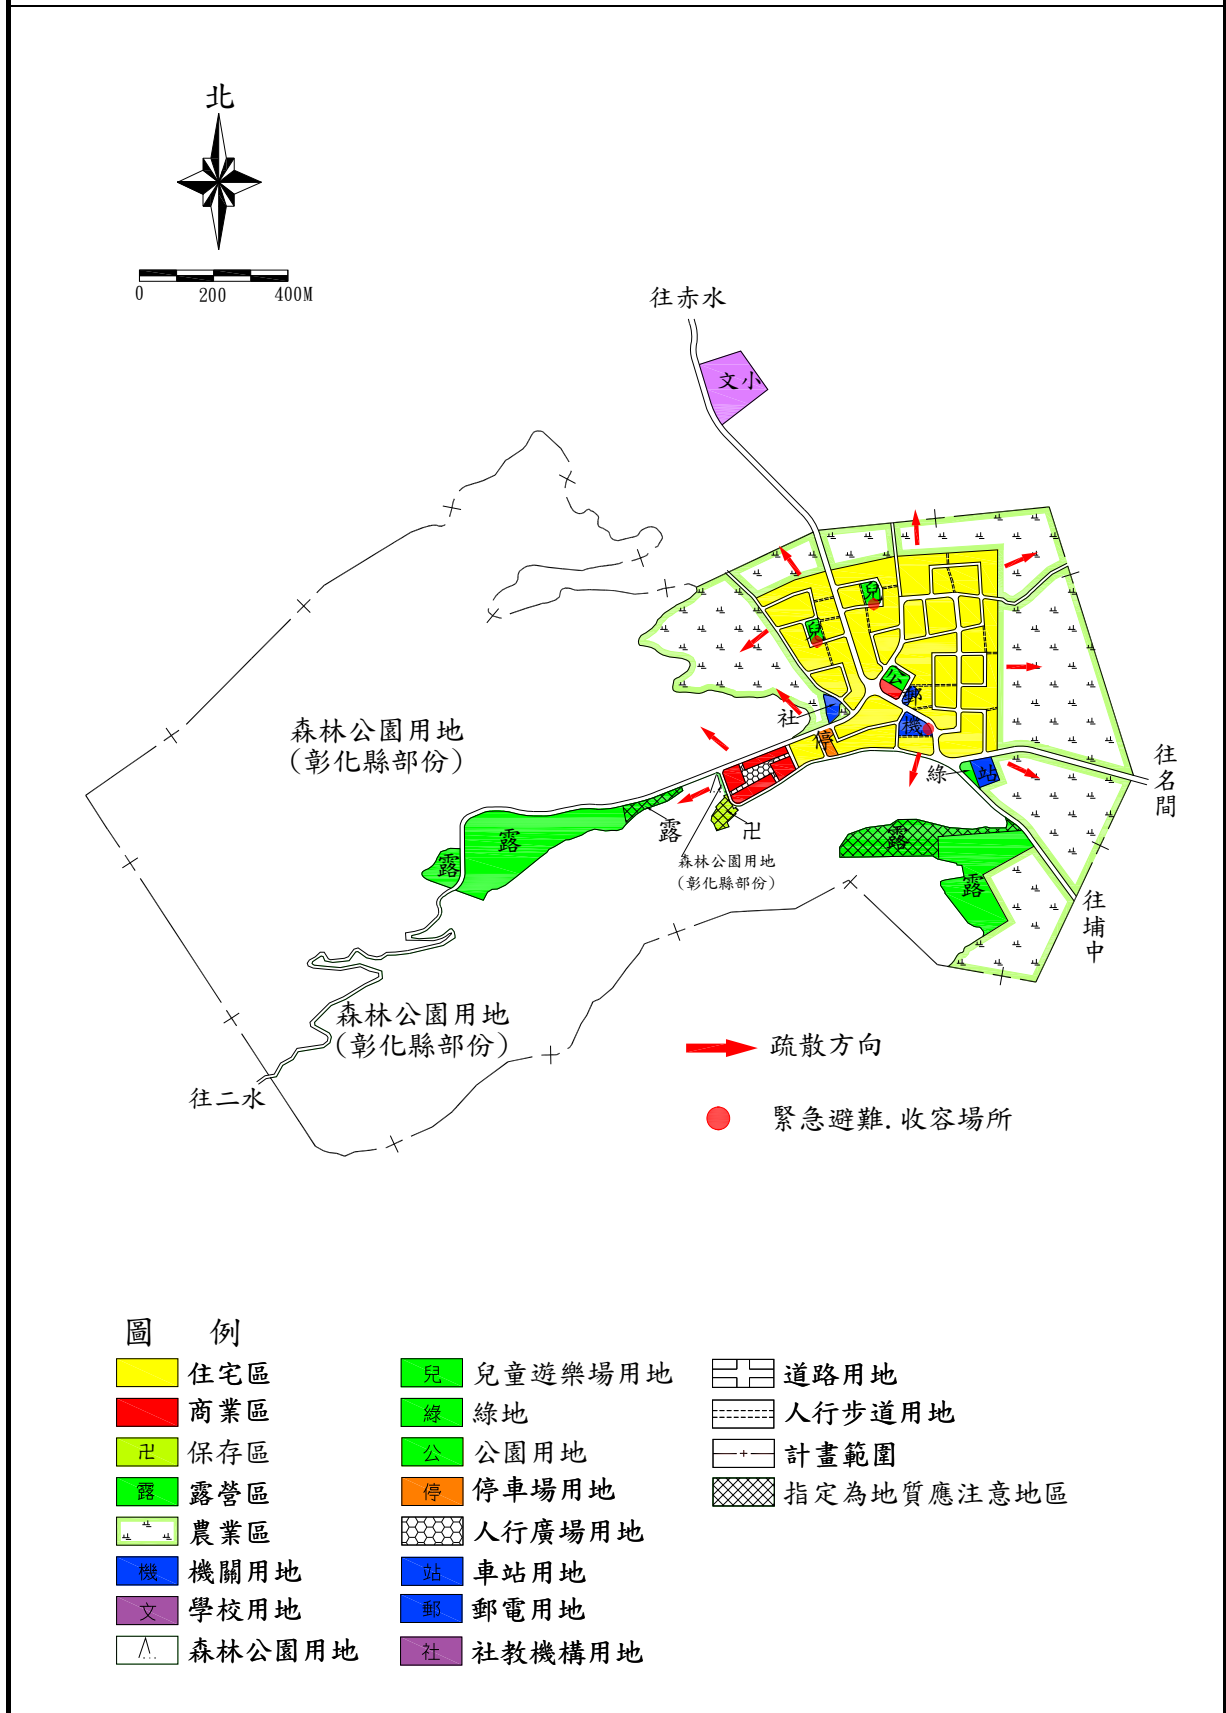 北
0 200 400M
往赤水
文小
兒
兒
公
郵
社
機
停
森林公園用地
(彰化縣部份)
綠
站
往名間
露
露
卍
露
露
森林公園用地
(彰化縣部份)
露
往埔中
森林公園用地
(彰化縣部份)
疏散方向
往二水
緊急避難.收容場所
圖 例
住宅區
商業區
卍 保存區
露 露營區
農業區
機 機關用地
文 學校用地
森林公園用地
兒 兒童遊樂場用地
綠 綠地
公 公園用地
停 停車場用地
人行廣場用地
站 車站用地
郵 郵電用地
社 社教機構用地
道路用地
人行步道用地
計畫範圍
指定為地質應注意地區